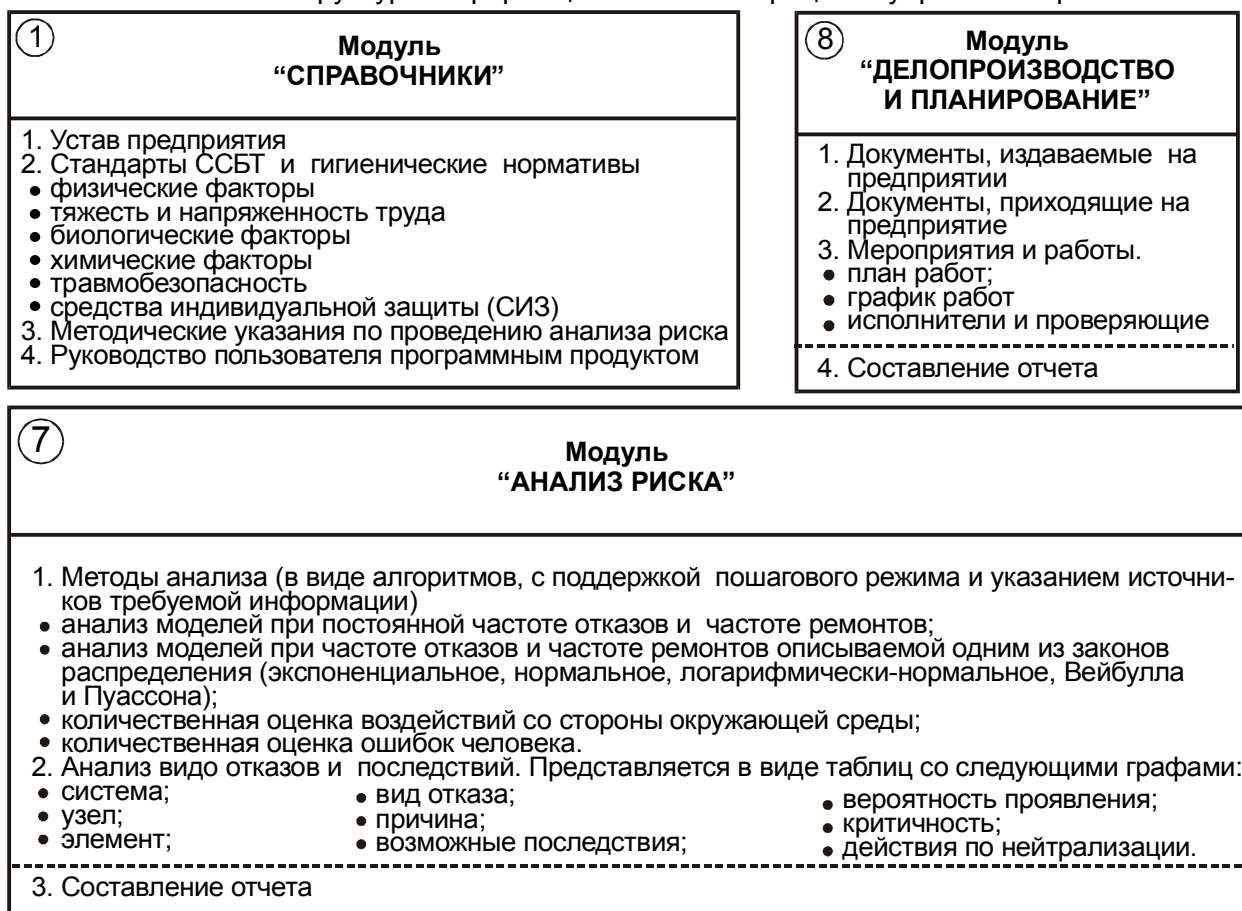 1
Модуль
“СПРАВОЧНИКИ”
1. Устав предприятия
2. Стандарты ССБТ и гигиенические нормативы
• физические факторы
• тяжесть и напряженность труда
• биологические факторы
• химические факторы
• травмобезопасность
• средства индивидуальной защиты (СИЗ)
3. Методические указания по проведению анализа риска
4. Руководство пользователя программным продуктом
8
Модуль
“ДЕЛОПРОИЗВОДСТВО
И ПЛАНИРОВАНИЕ”
1. Документы, издаваемые на
предприятии
2. Документы, приходящие на
предприятие
3. Мероприятия и работы.
• план работ;
• график работ
• исполнители и проверяющие
4. Составление отчета
7
Модуль
“АНАЛИЗ РИСКА”
1. Методы анализа (в виде алгоритмов, с поддержкой пошагового режима и указанием источни-
ков требуемой информации)
• анализ моделей при постоянной частоте отказов и частоте ремонтов;
• анализ моделей при частоте отказов и частоте ремонтов описываемой одним из законов
распределения (экспоненциальное, нормальное, логарифмически-нормальное, Вейбулла
и Пуассона);
• количественная оценка воздействий со стороны окружающей среды;
• количественная оценка ошибок человека.
2. Анализ видо отказов и последствий. Представляется в виде таблиц со следующими графами:
• система; • вид отказа; • вероятность проявления;
• узел; • причина; • критичность;
• элемент; • возможные последствия; • действия по нейтрализации.
3. Составление отчета